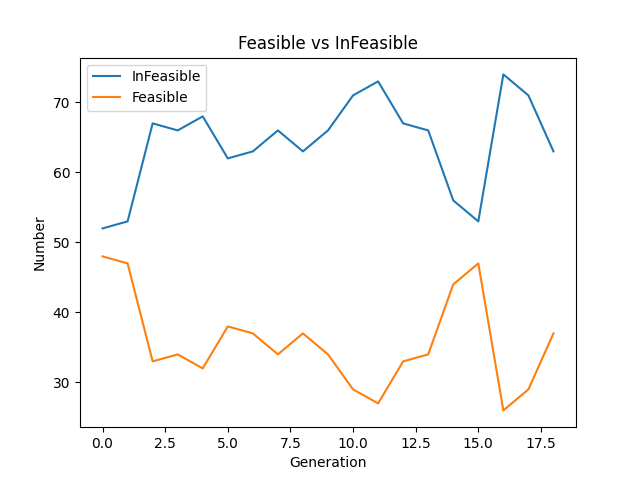 Feasible vs InFeasible
InFeasible
Feasible
70
60
50
40
30
Number
0.0 2.5 5.0 7.5 10.0 12.5 15.0 17.5
Generation